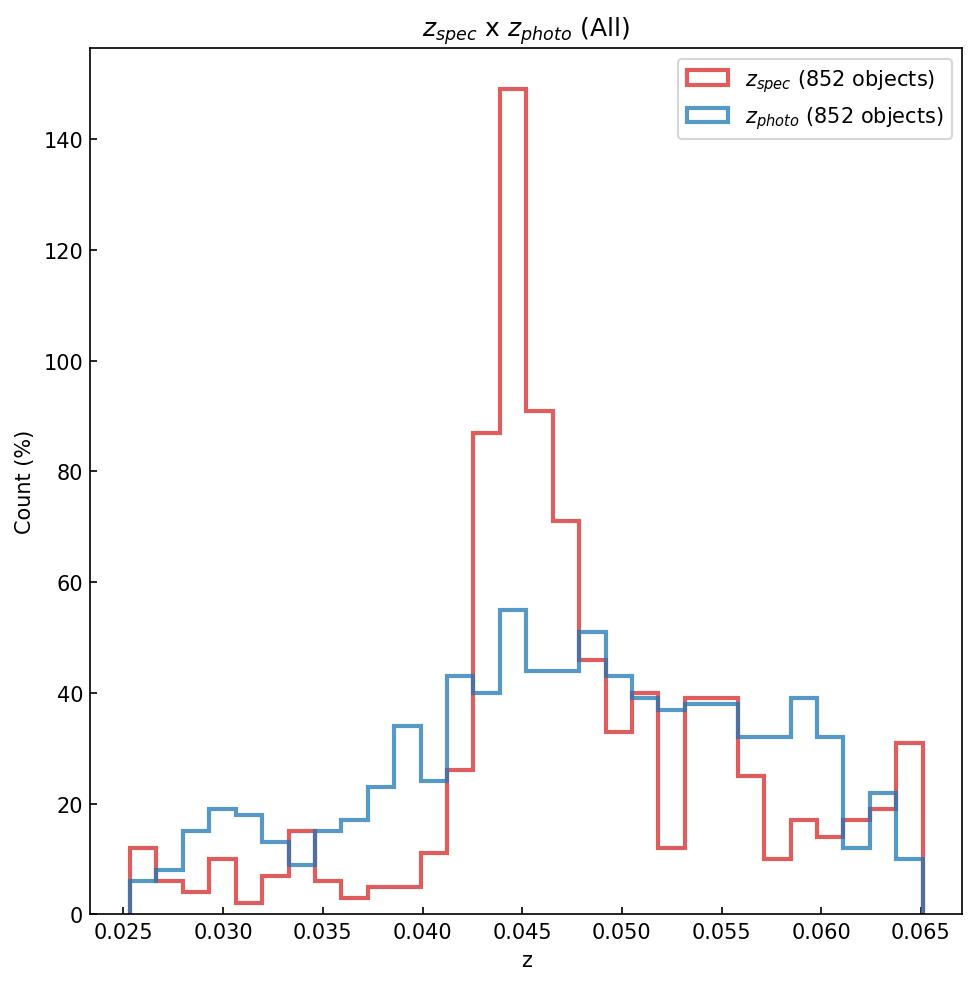 z_spec x z_photo (All)
z_spec (852 objects)
z_photo (852 objects)
140
120
100
80
60
40
20
0
Count (%)
0.025 0.030 0.035 0.040 0.045 0.050 0.055 0.060 0.065
z